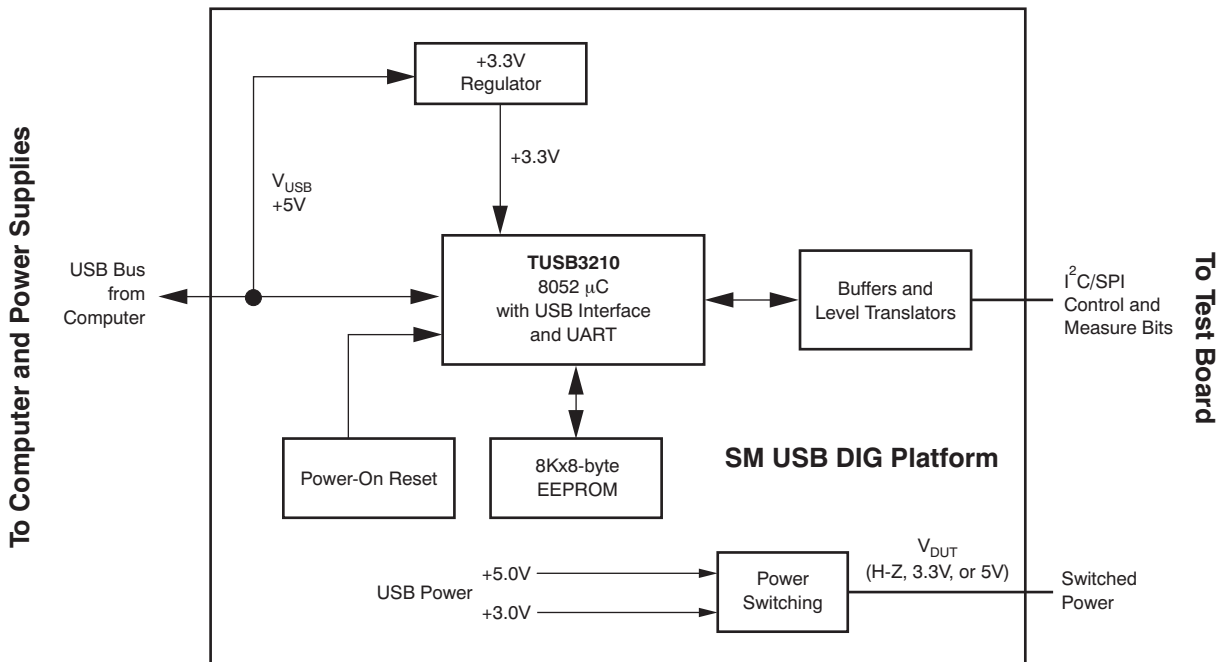 To Computer and Power Supplies
+3.3V
Regulator
+3.3V
V_USB
+5V
USB Bus
from
Computer
TUSB3210
8052 μC
with USB Interface
and UART
Buffers and
Level Translators
I²C/SPI
Control and
Measure Bits
To Test Board
Power-On Reset
8Kx8-byte
EEPROM
SM USB DIG Platform
USB Power
+5.0V
+3.0V
Power
Switching
V_DUT
(H-Z, 3.3V, or 5V)
Switched
Power